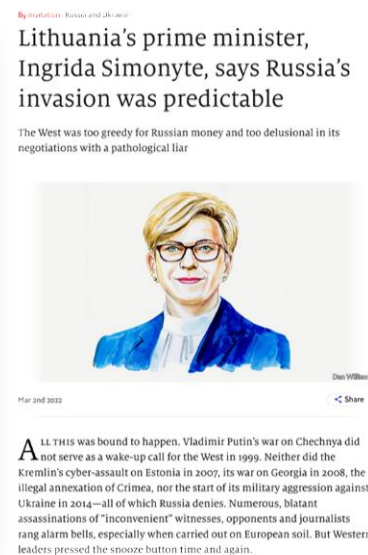 By Invitation | Russia and Ukraine
Lithuania’s prime minister,
Ingrida Simonyte, says Russia’s
invasion was predictable
The West was too greedy for Russian money and too delusional in its
negotiations with a pathological liar
Mar 2nd 2022
Share
ALL THIS was bound to happen. Vladimir Putin’s war on Chechnya did
not serve as a wake-up call for the West in 1999. Neither did the
Kremlin’s cyber-assault on Estonia in 2007, its war on Georgia in 2008, the
illegal annexation of Crimea, nor the start of its military aggression against
Ukraine in 2014—all of which Russia denies. Numerous, blatant
assassinations of “inconvenient” witnesses, opponents and journalists
rang alarm bells, especially when carried out on European soil. But Western
leaders pressed the snooze button time and again.